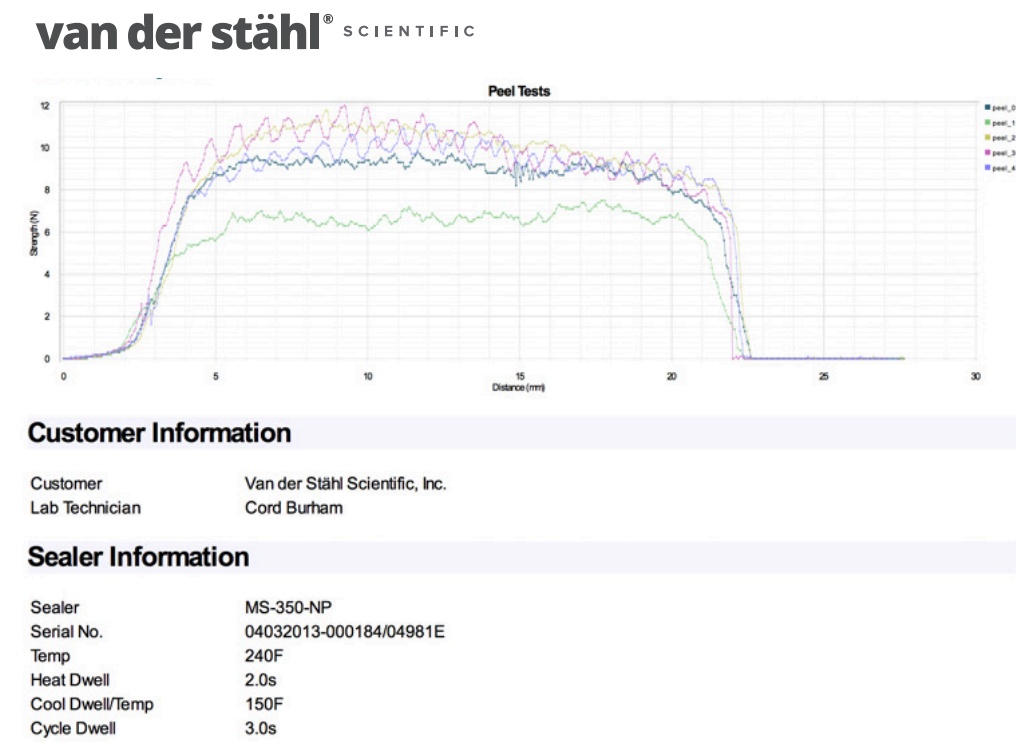 van der stähl® SCIENTIFIC
Peel Tests
12
10
8
6
4
2
0
Strength (N)
0 5 10 15 20 25 30
Distance (mm)
peel_0
peel_1
peel_2
peel_3
peel_4
Customer Information
Customer Van der Stähl Scientific, Inc.
Lab Technician Cord Burham
Sealer Information
Sealer MS-350-NP
Serial No. 04032013-000184/04981E
Temp 240F
Heat Dwell 2.0s
Cool Dwell/Temp 150F
Cycle Dwell 3.0s